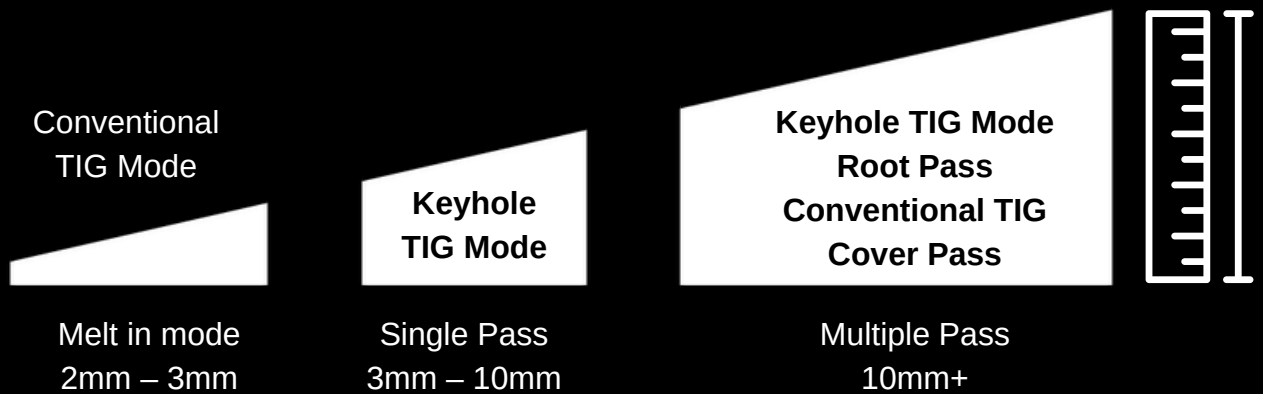 Conventional
TIG Mode
Melt in mode
2mm – 3mm
Keyhole
TIG Mode
Single Pass
3mm – 10mm
Keyhole TIG Mode
Root Pass
Conventional TIG
Cover Pass
Multiple Pass
10mm+